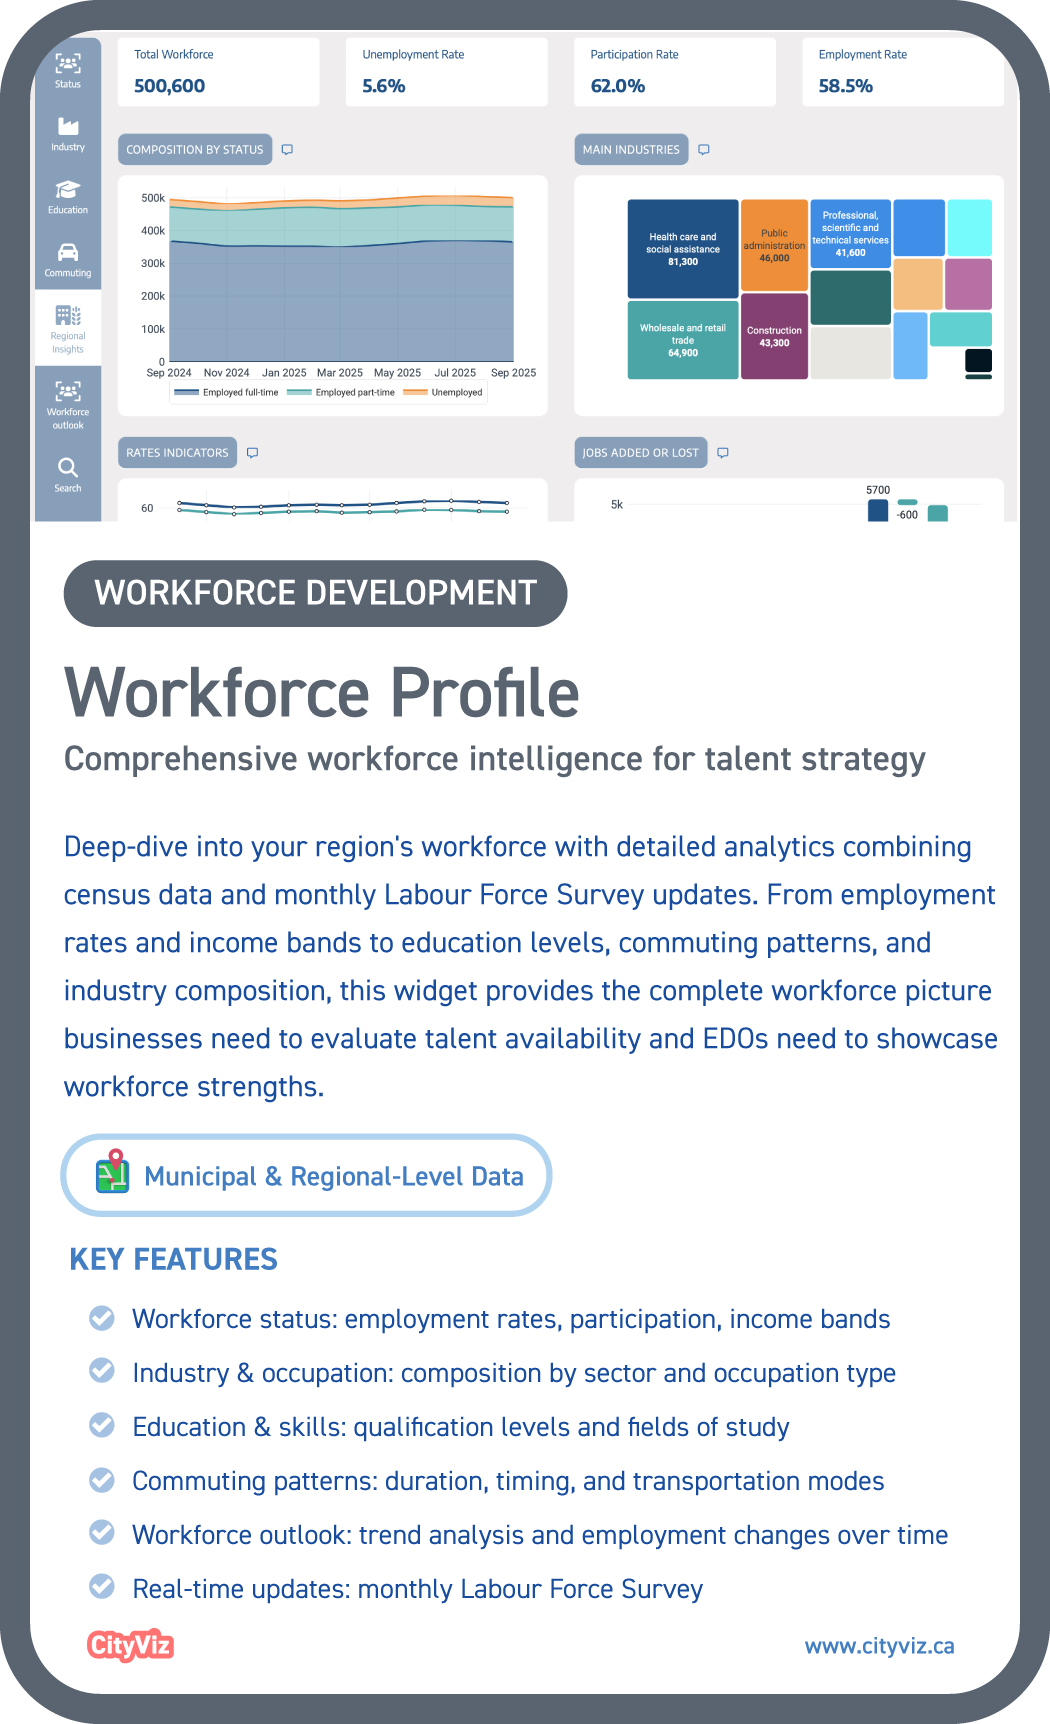 Status
Industry
Education
Commuting
Regional
Insights
Workforce
outlook
Search
Total Workforce
500,600
Unemployment Rate
5.6%
Participation Rate
62.0%
Employment Rate
58.5%
COMPOSITION BY STATUS
500k
400k
300k
200k
100k
0
Sep 2024 Nov 2024 Jan 2025 Mar 2025 May 2025 Jul 2025 Sep 2025
Employed full-time Employed part-time Unemployed
MAIN INDUSTRIES
Health care and
social assistance
81,300
Wholesale and retail
trade
64,900
Public
administration
46,000
Construction
43,300
Professional,
scientific and
technical services
41,600
RATES INDICATORS
60
JOBS ADDED OR LOST
5k
5700
-600
WORKFORCE DEVELOPMENT
Workforce Profile
Comprehensive workforce intelligence for talent strategy
Deep-dive into your region's workforce with detailed analytics combining
census data and monthly Labour Force Survey updates. From employment
rates and income bands to education levels, commuting patterns, and
industry composition, this widget provides the complete workforce picture
businesses need to evaluate talent availability and EDOs need to showcase
workforce strengths.
Municipal & Regional-Level Data
KEY FEATURES
Workforce status: employment rates, participation, income bands
Industry & occupation: composition by sector and occupation type
Education & skills: qualification levels and fields of study
Commuting patterns: duration, timing, and transportation modes
Workforce outlook: trend analysis and employment changes over time
Real-time updates: monthly Labour Force Survey
CityViz
www.cityviz.ca